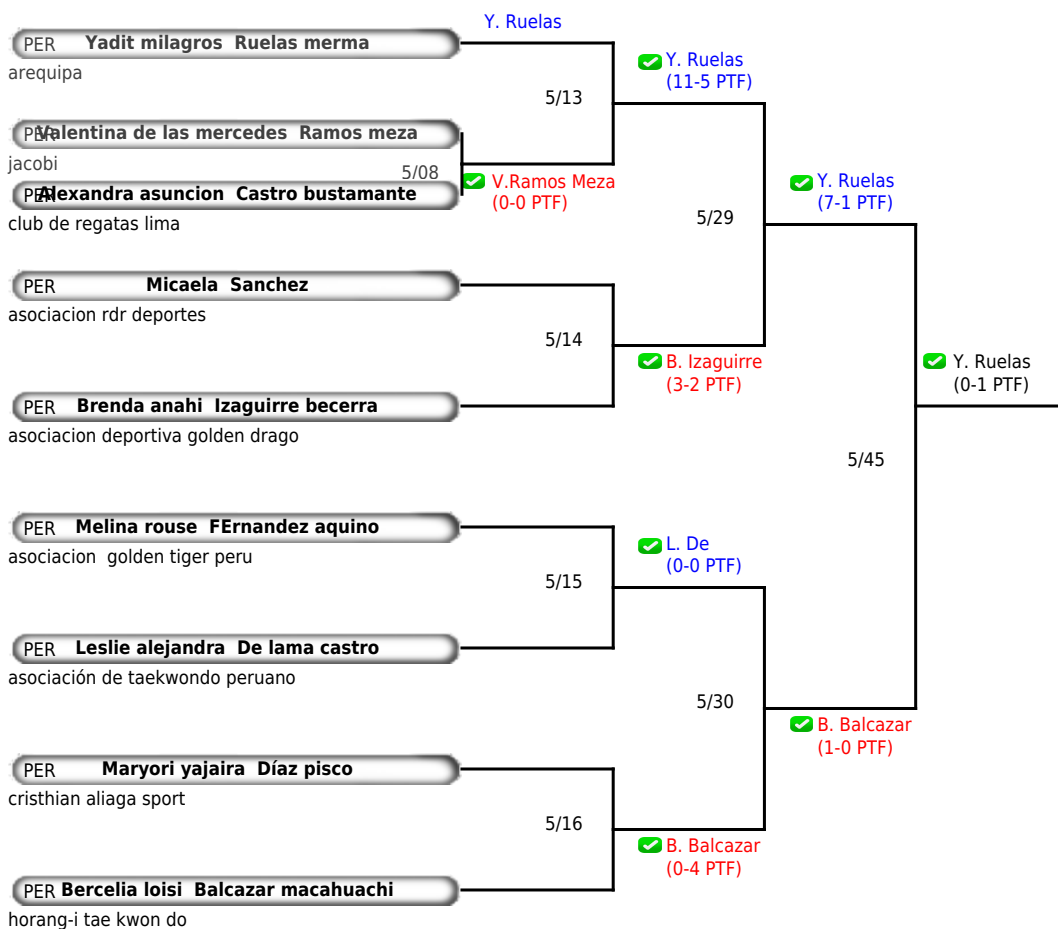 Y. Ruelas
PER Yadit milagros Ruelas merma
arequipa
Y. Ruelas
(11-5 PTF)
5/13
PER Valentina de las mercedes Ramos meza
jacobi
5/08
V.Ramos Meza
(0-0 PTF)
PER Alexandra asuncion Castro bustamante
club de regatas lima
Y. Ruelas
(7-1 PTF)
5/29
PER Micaela Sanchez
asociacion rdr deportes
5/14
B. Izaguirre
(3-2 PTF)
Y. Ruelas
(0-1 PTF)
PER Brenda anahi Izaguirre becerra
asociacion deportiva golden drago
5/45
PER Melina rouse FErnandez aquino
asociacion golden tiger peru
L. De
(0-0 PTF)
5/15
PER Leslie alejandra De lama castro
asociación de taekwondo peruano
5/30
B. Balcazar
(1-0 PTF)
PER Maryori yajaira Díaz pisco
cristhian aliaga sport
5/16
B. Balcazar
(0-4 PTF)
PER Bercelia loisi Balcazar macahuachi
horang-i tae kwon do